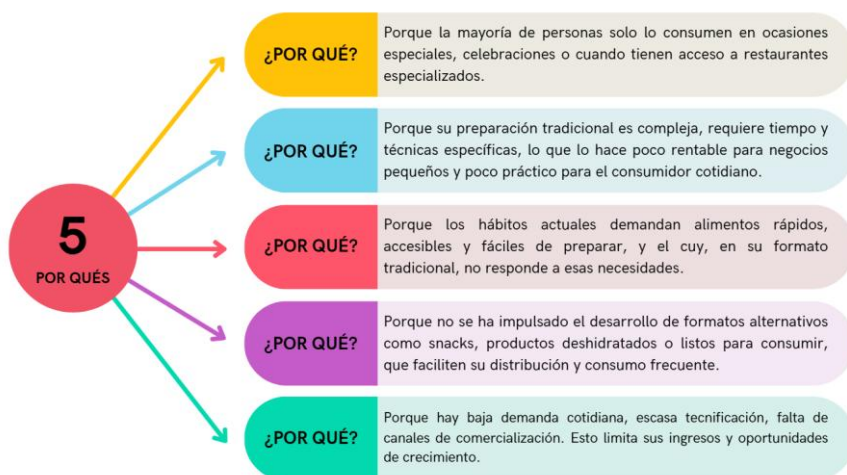 5
POR QUÉS
¿POR QUÉ?
Porque la mayoría de personas solo lo consumen en ocasiones
especiales, celebraciones o cuando tienen acceso a restaurantes
especializados.
¿POR QUÉ?
Porque su preparación tradicional es compleja, requiere tiempo y
técnicas específicas, lo que lo hace poco rentable para negocios
pequeños y poco práctico para el consumidor cotidiano.
¿POR QUÉ?
Porque los hábitos actuales demandan alimentos rápidos,
accesibles y fáciles de preparar, y el cuy, en su formato
tradicional, no responde a esas necesidades.
¿POR QUÉ?
Porque no se ha impulsado el desarrollo de formatos alternativos
como snacks, productos deshidratados o listos para consumir,
que faciliten su distribución y consumo frecuente.
¿POR QUÉ?
Porque hay baja demanda cotidiana, escasa tecnificación, falta de
canales de comercialización. Esto limita sus ingresos y oportunidades
de crecimiento.